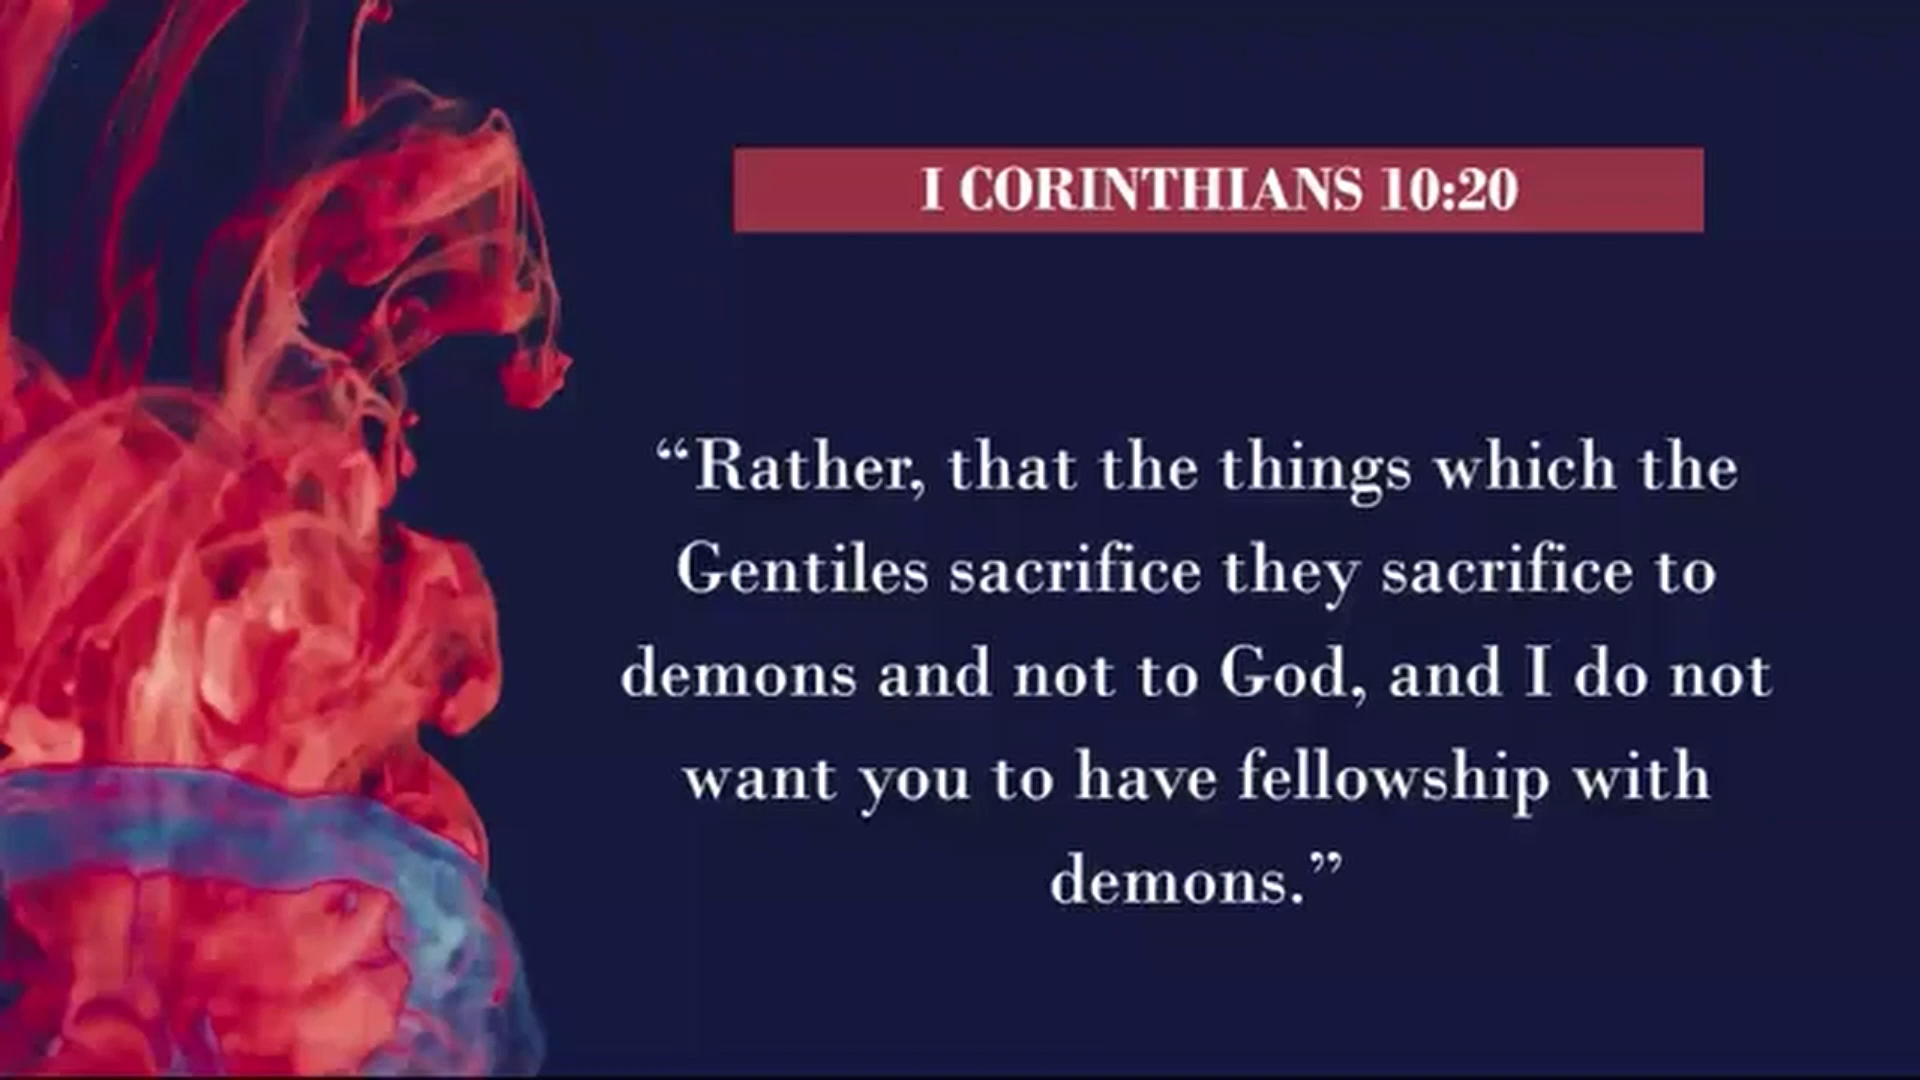 I CORINTHIANS 10:20
“Rather, that the things which the
Gentiles sacrifice they sacrifice to
demons and not to God, and I do not
want you to have fellowship with
demons.”